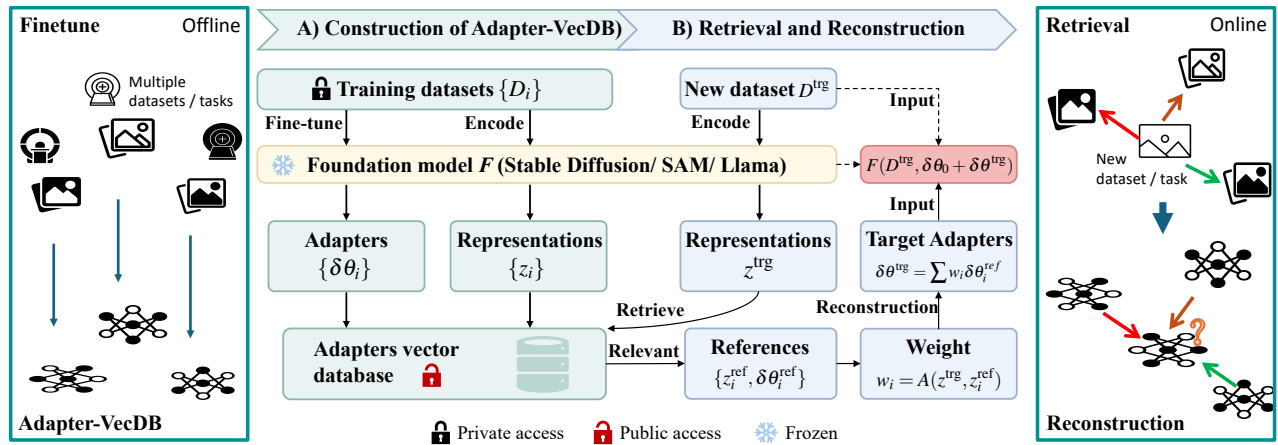 Finetune
Offline
Multiple
datasets / tasks
Adapter-VecDB
A) Construction of Adapter-VecDB)
B) Retrieval and Reconstruction
Training datasets {D_i}
New dataset D^trg
Input
Fine-tune
Encode
Encode
Foundation model F (Stable Diffusion/ SAM/ Llama)
F(D^trg, δθ_0 + δθ^trg)
Input
Adapters
{δθ_i}
Representations
{z_i}
Representations
z^trg
Target Adapters
δθ^trg = ∑ w_i δθ_i^ref
Retrieve
Reconstruction
Adapters vector
database
Relevant
References
{z_i^ref, δθ_i^ref}
Weight
w_i = A(z^trg, z_i^ref)
Private access
Public access
Frozen
Retrieval
Online
New
dataset / task
?
Reconstruction